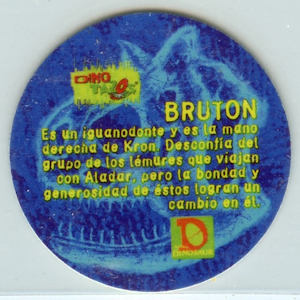 DINO
TAZOS
BRUTON
Es un iguanodonte y es la mano
derecha de Kron. Desconfía del
grupo de los lémures que viajan
con Aladar, pero la bondad y
generosidad de éstos logran un
cambio en él.
D
DINOSAUR